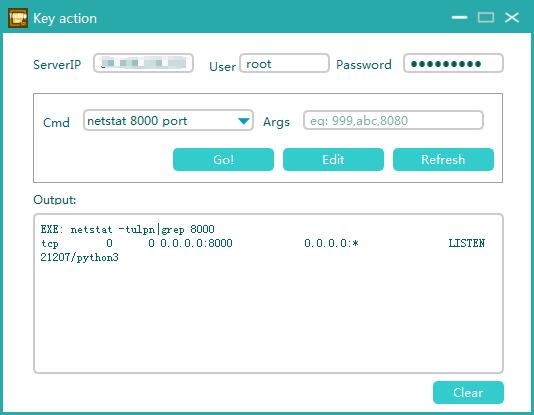 Key action
ServerIP User root Password ●●●●●●●●●
Cmd netstat 8000 port Args eq: 999,abc,8080
Go! Edit Refresh
Output:
EXE: netstat -tulpn|grep 8000
tcp 0 0 0.0.0.0:8000 0.0.0.0:* LISTEN
21207/python3
Clear